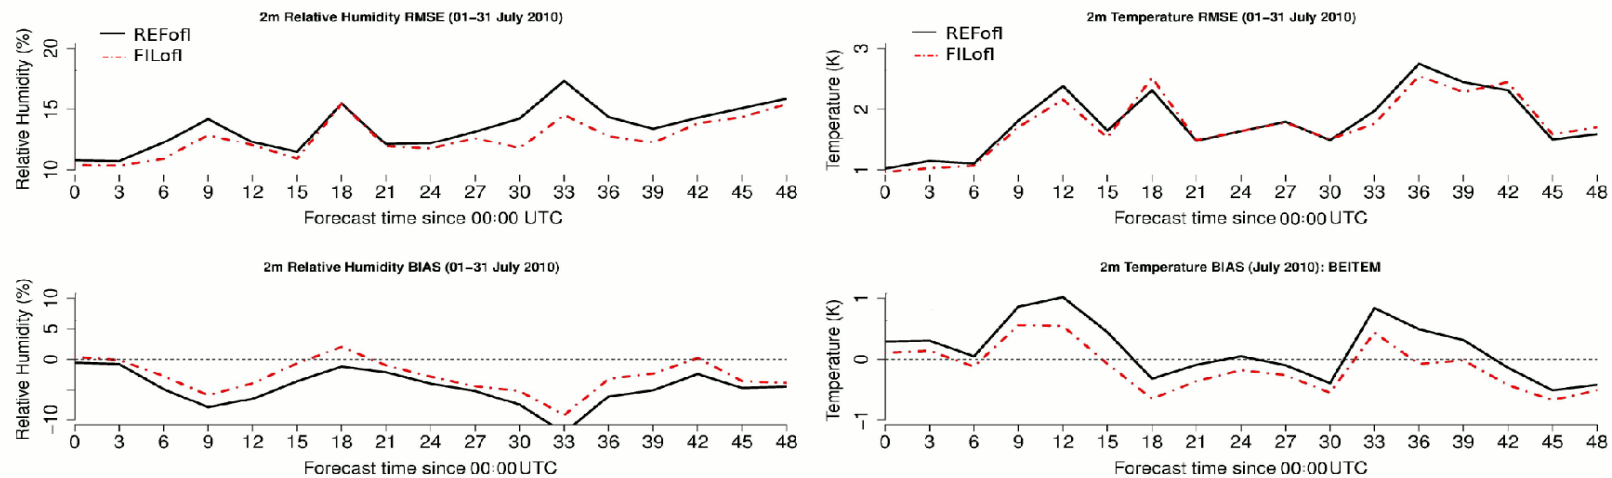 2m Relative Humidity RMSE (01–31 July 2010)
REFofl
FILofl
Relative Humidity (%)
20
15
10
0 3 6 9 12 15 18 21 24 27 30 33 36 39 42 45 48
Forecast time since 00:00 UTC
2m Temperature RMSE (01–31 July 2010)
REFofl
FILofl
Temperature (K)
3
2
1
0 3 6 9 12 15 18 21 24 27 30 33 36 39 42 45 48
Forecast time since 00:00 UTC
2m Relative Humidity BIAS (01–31 July 2010)
Relative Humidity (%)
10
5
0
−10
0 3 6 9 12 15 18 21 24 27 30 33 36 39 42 45 48
Forecast time since 00:00 UTC
2m Temperature BIAS (July 2010): BEITEM
Temperature (K)
1
0
−1
0 3 6 9 12 15 18 21 24 27 30 33 36 39 42 45 48
Forecast time since 00:00 UTC